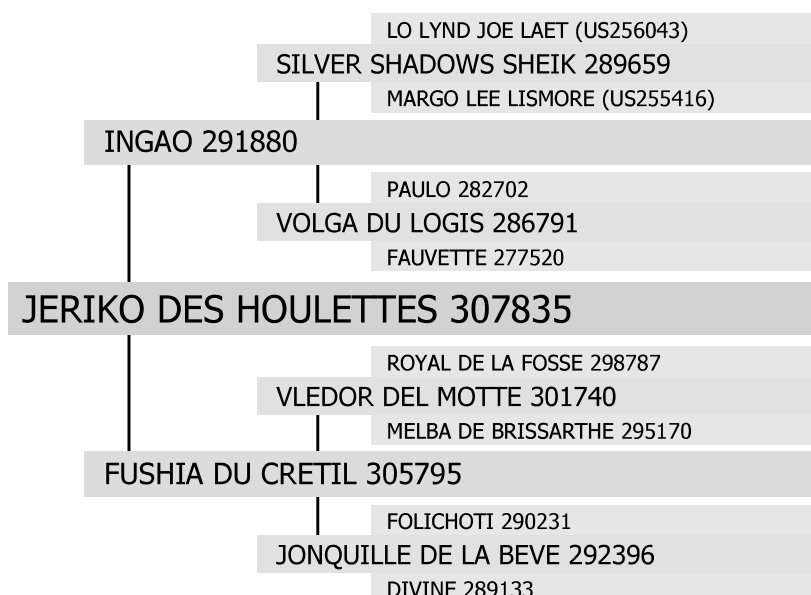 LO LYND JOE LAET (US256043)
SILVER SHADOWS SHEIK 289659
MARGO LEE LISMORE (US255416)
INGAO 291880
PAULO 282702
VOLGA DU LOGIS 286791
FAUVETTE 277520
JERIKO DES HOULETTES 307835
ROYAL DE LA FOSSE 298787
VLEDOR DEL MOTTE 301740
MELBA DE BRISSARTHE 295170
FUSHIA DU CRETIL 305795
FOLICHOTI 290231
JONQUILLE DE LA BEVE 292396
DIVINE 289133